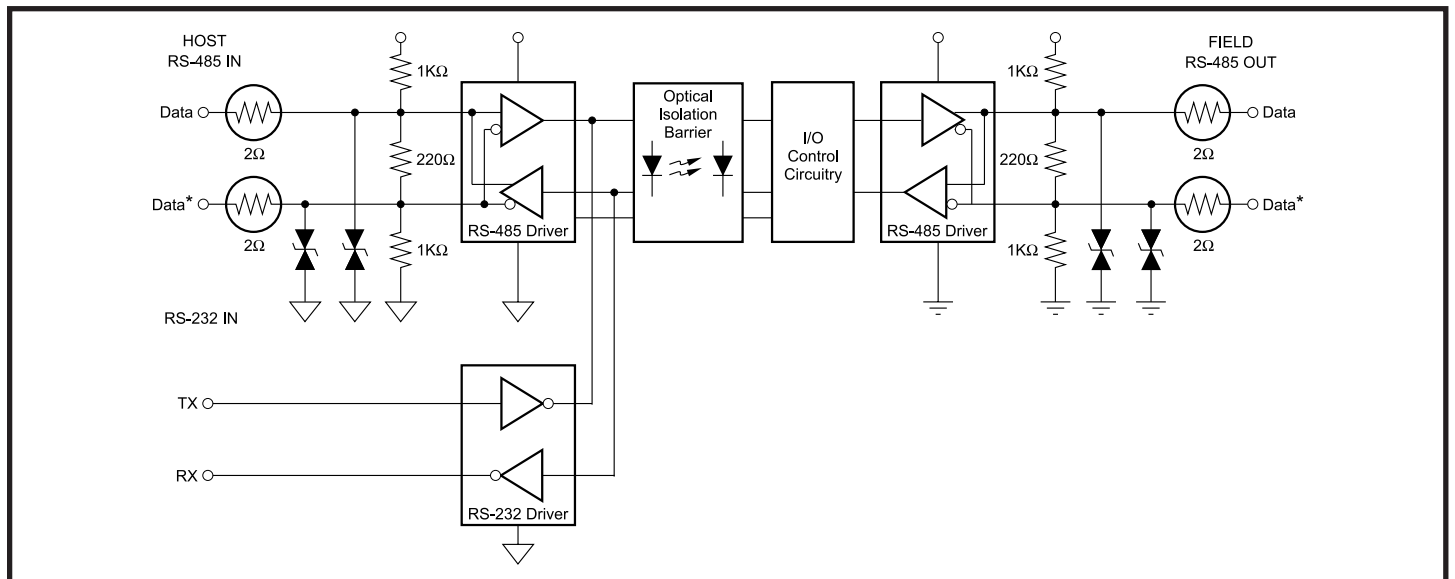 HOST
RS-485 IN
Data
2Ω
Data*
2Ω
1KΩ
220Ω
1KΩ
RS-485 Driver
Optical
Isolation
Barrier
I/O
Control
Circuitry
RS-485 Driver
1KΩ
220Ω
1KΩ
FIELD
RS-485 OUT
Data
2Ω
Data*
2Ω
RS-232 IN
TX
RX
RS-232 Driver